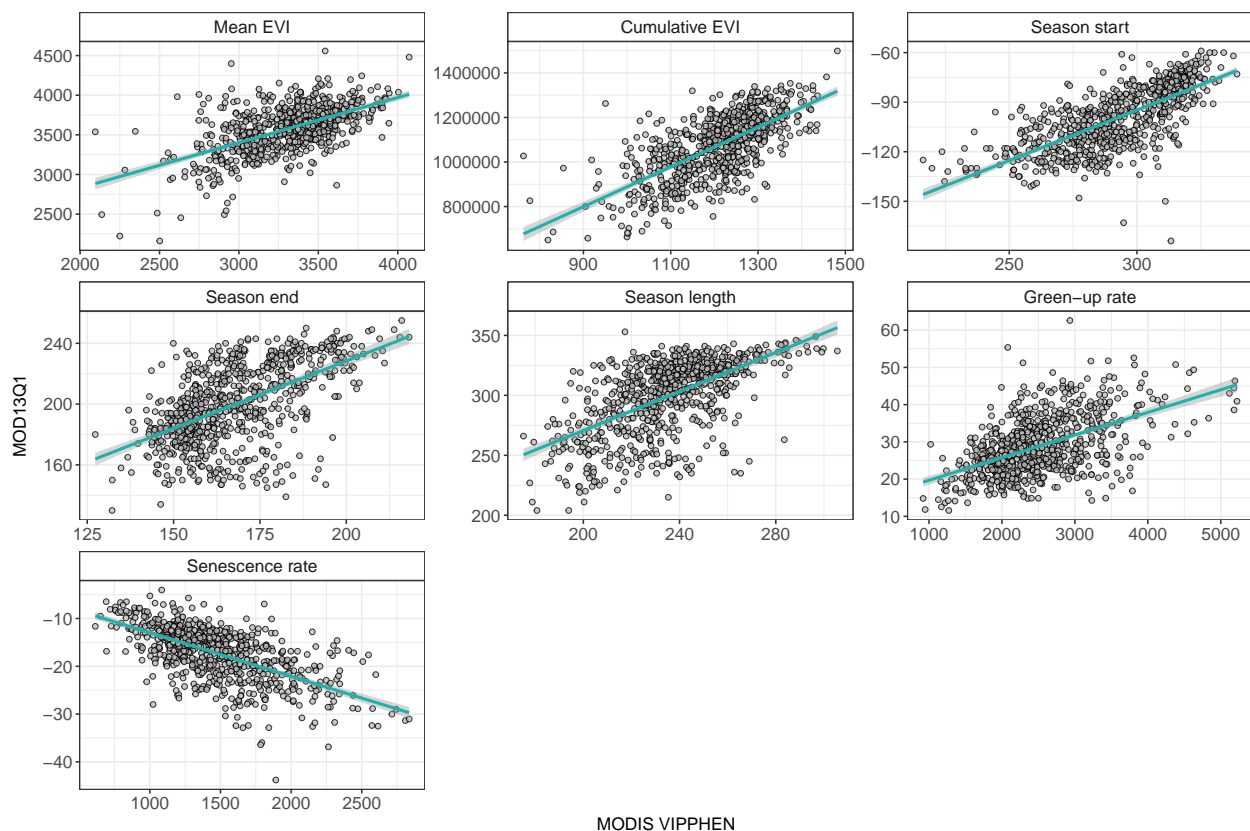 Mean EVI
Cumulative EVI
Season start
4500
4000
3500
3000
2500
2000 2500 3000 3500 4000
1400000
1200000
1000000
800000
900 1100 1300 1500
−60
−90
−120
−150
250 300
Season end
Season length
Green−up rate
240
200
160
125 150 175 200
350
300
250
200
200 240 280
60
50
40
30
20
10
1000 2000 3000 4000 5000
Senescence rate
−10
−20
−30
−40
1000 1500 2000 2500
MOD13Q1
MODIS VIPPHEN